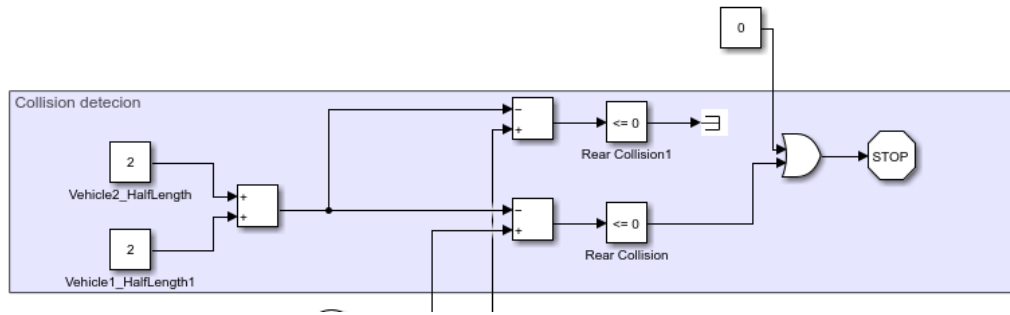 0
Collision detecion
−
+
<= 0
Rear Collision1
2
Vehicle2_HalfLength
STOP
+
+
−
+
<= 0
Rear Collision
2
Vehicle1_HalfLength1